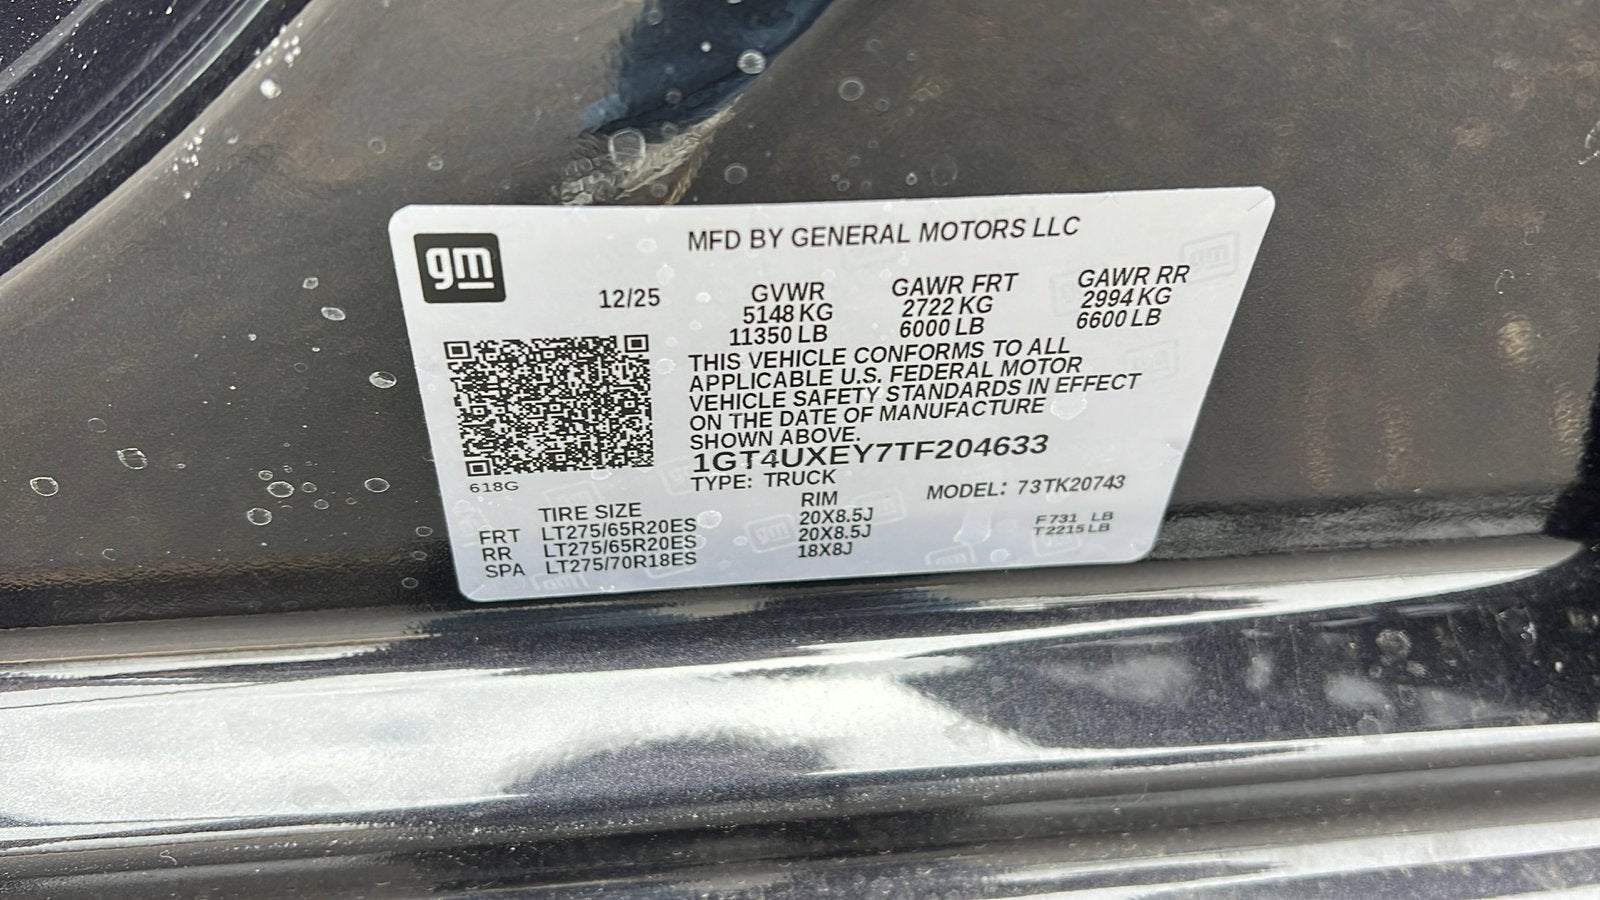 gm
MFD BY GENERAL MOTORS LLC
12/25 GVWR GAWR FRT GAWR RR
5148 KG 2722 KG 2994 KG
11350 LB 6000 LB 6600 LB
THIS VEHICLE CONFORMS TO ALL
APPLICABLE U.S. FEDERAL MOTOR
VEHICLE SAFETY STANDARDS IN EFFECT
ON THE DATE OF MANUFACTURE
SHOWN ABOVE.
1GT4UXEY7TF204633
618G
TYPE: TRUCK MODEL: 73TK20743
TIRE SIZE RIM
FRT LT275/65R20ES 20X8.5J F731 LB
RR LT275/65R20ES 20X8.5J T2215LB
SPA LT275/70R18ES 18X8J